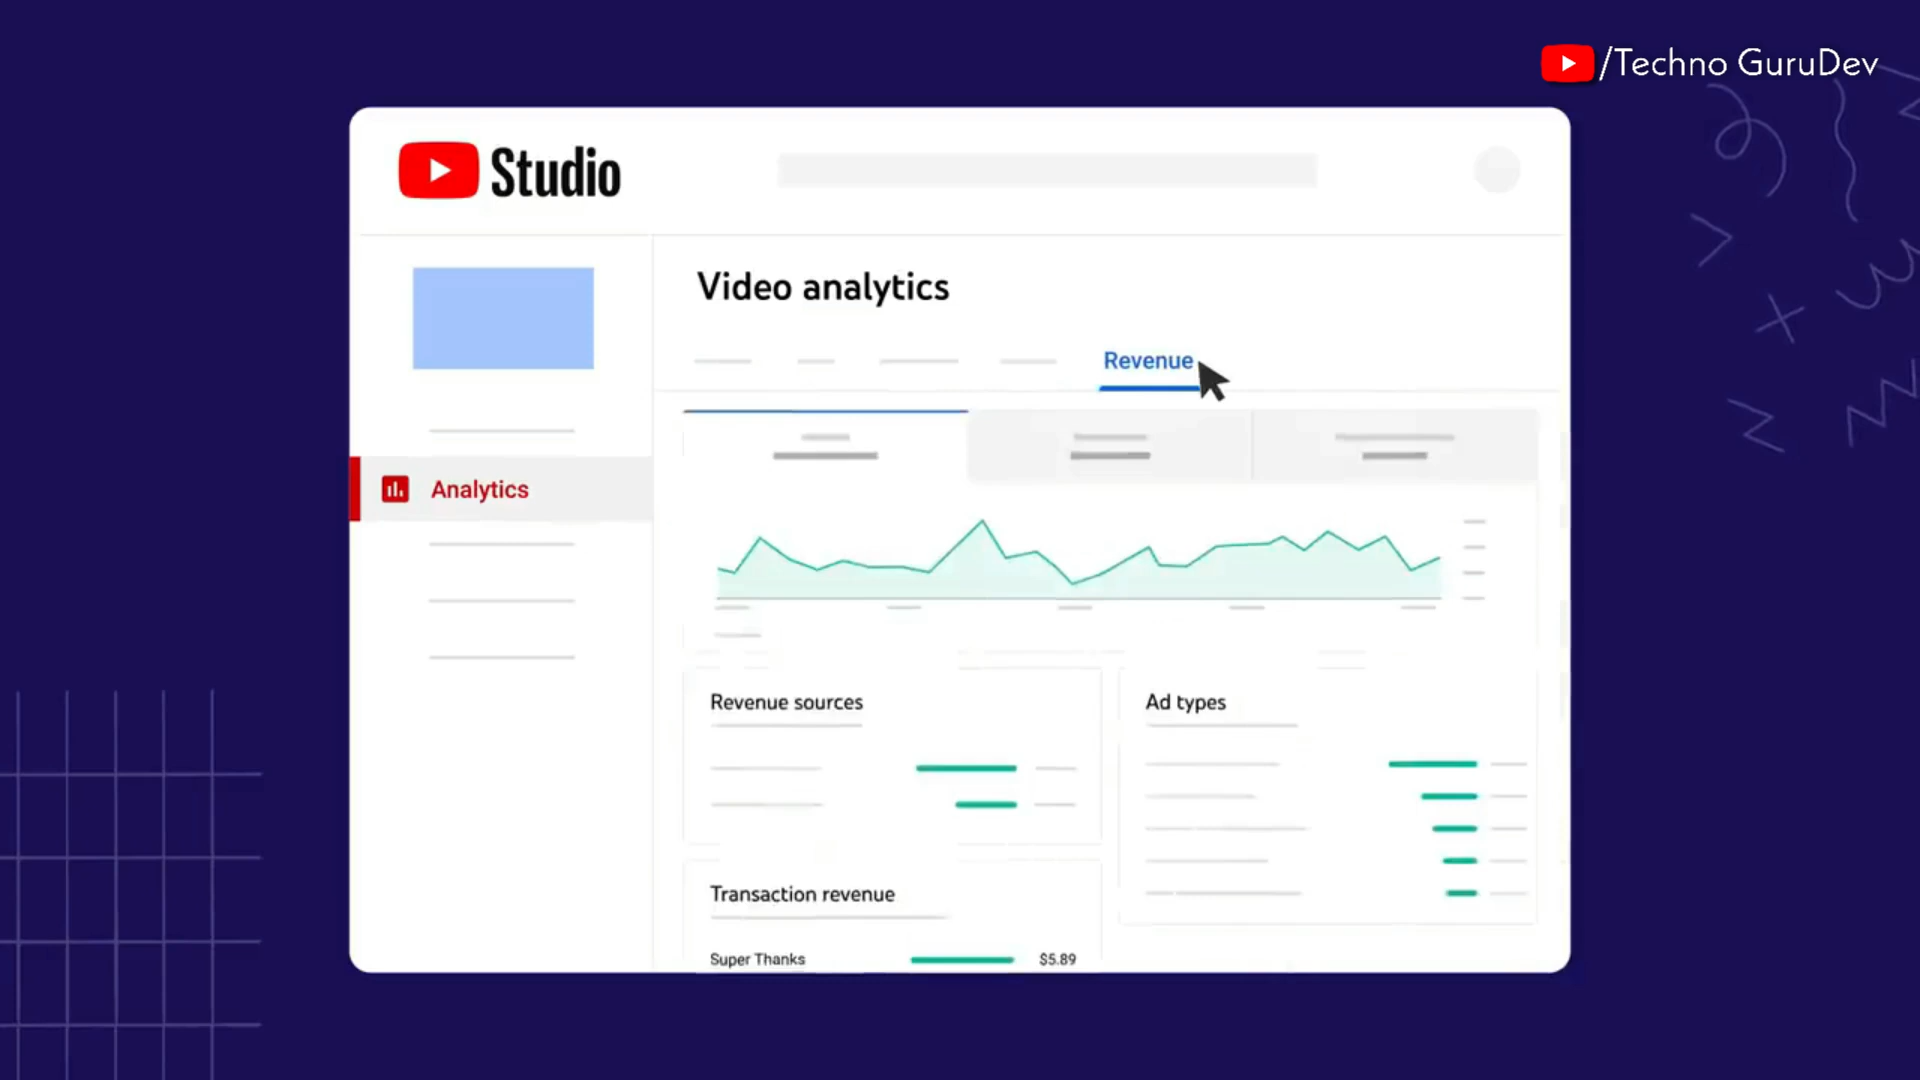 /Techno GuruDev
Studio
Video analytics
Revenue
Analytics
Revenue sources
Ad types
Transaction revenue
Super Thanks $5.89